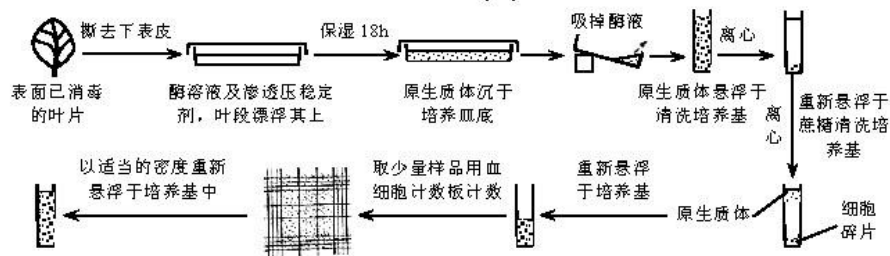 撕去下表皮
保湿18h
吸掉酶液
离心
表面已消毒
的叶片
酶溶液及渗透压稳定
剂，叶段漂浮其上
原生质体沉于
培养皿底
原生质体悬浮于
清洗培养基
离心
重新悬浮于
蔗糖清洗培
养基
以适当的密度重新
悬浮于培养基中
取少量样品用血
细胞计数板计数
重新悬浮
于培养基
原生质体
细胞
碎片